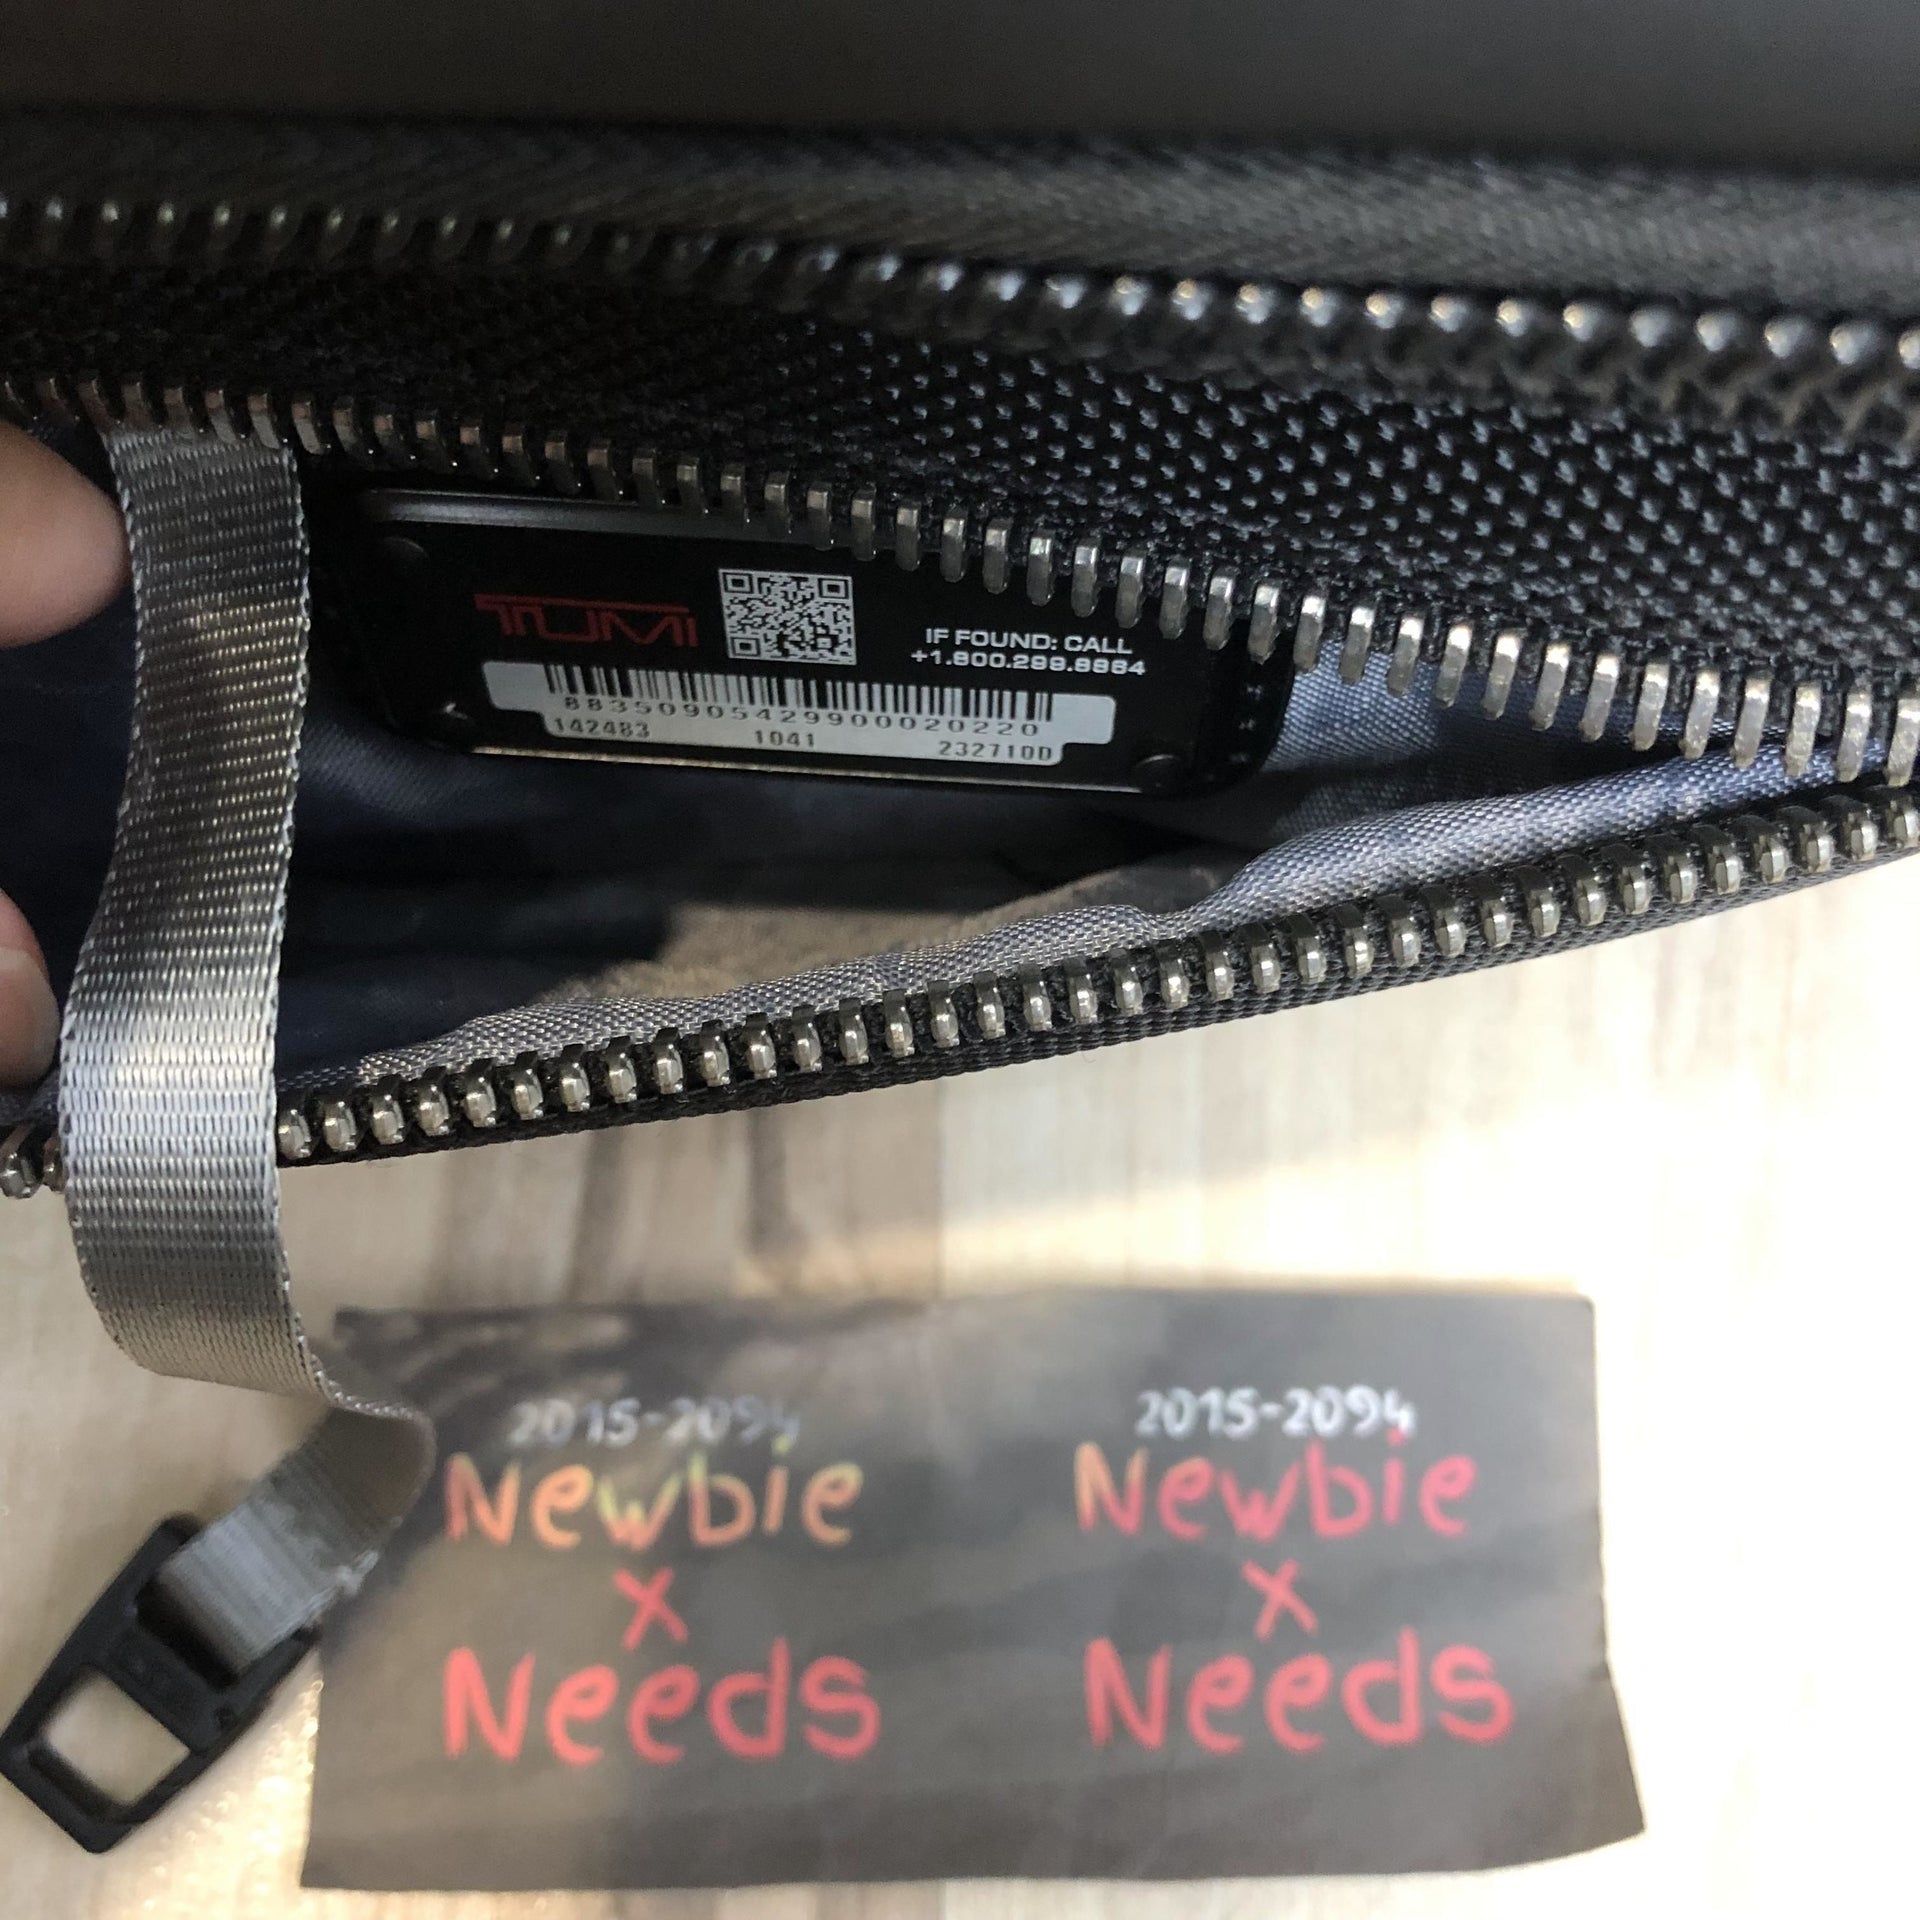 TUMI
IF FOUND: CALL
+1.800.299.8864
88350905429900020220
142483 1041 232710D
2015-2094
Newbie
x
Needs
2015-2094
Newbie
x
Needs